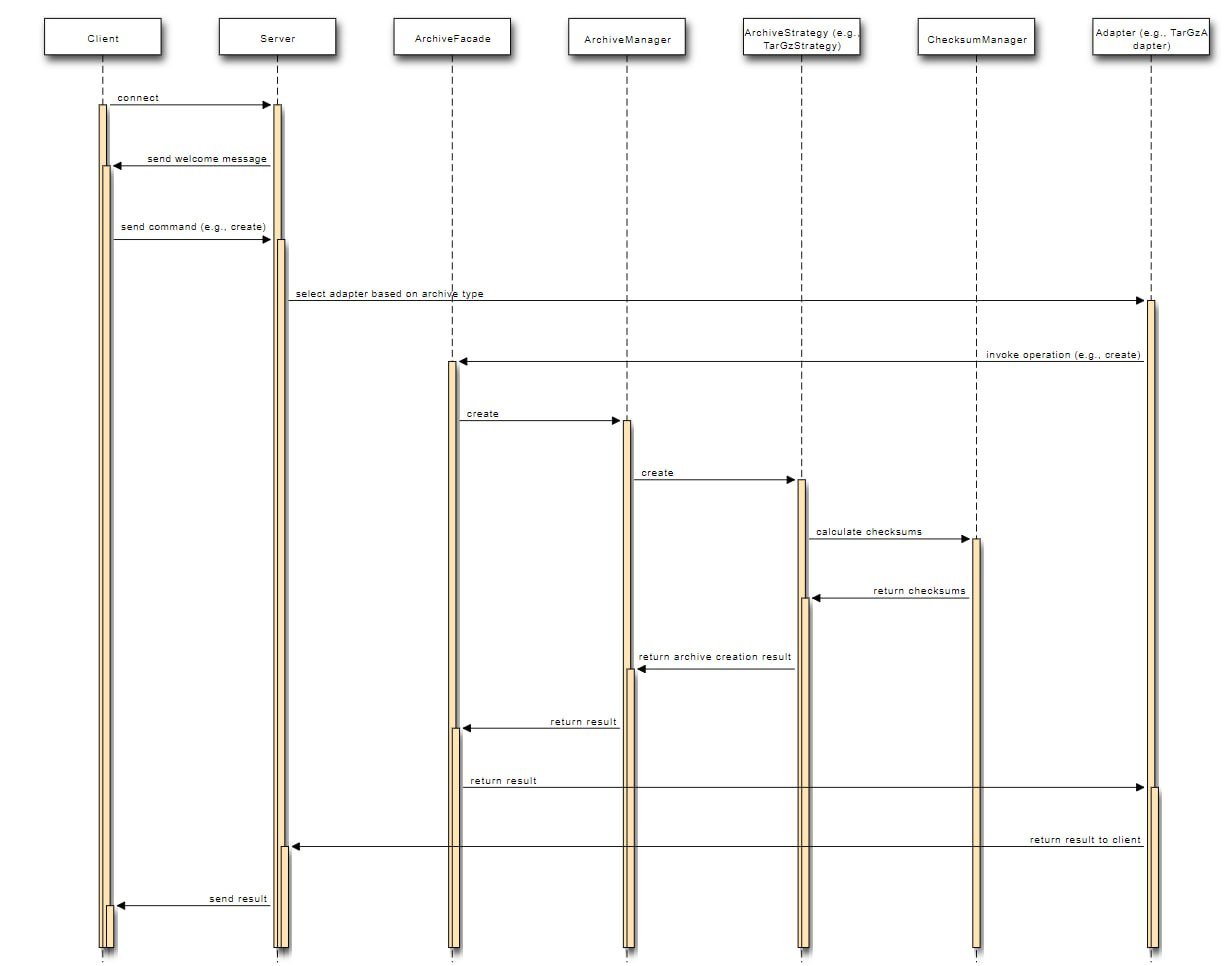 Client
Server
ArchiveFacade
ArchiveManager
ArchiveStrategy (e.g.,
TarGzStrategy)
ChecksumManager
Adapter (e.g., TarGzA
dapter)
connect
send welcome message
send command (e.g., create)
select adapter based on archive type
invoke operation (e.g., create)
create
create
calculate checksums
return checksums
return archive creation result
return result
return result
return result to client
send result